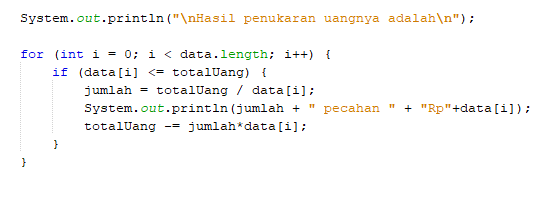 System.out.println("\nHasil penukaran uangnya adalah\n");
for (int i = 0; i < data.length; i++) {
if (data[i] <= totalUang) {
jumlah = totalUang / data[i];
System.out.println(jumlah + " pecahan " + "Rp"+data[i]);
totalUang -= jumlah*data[i];
}
}